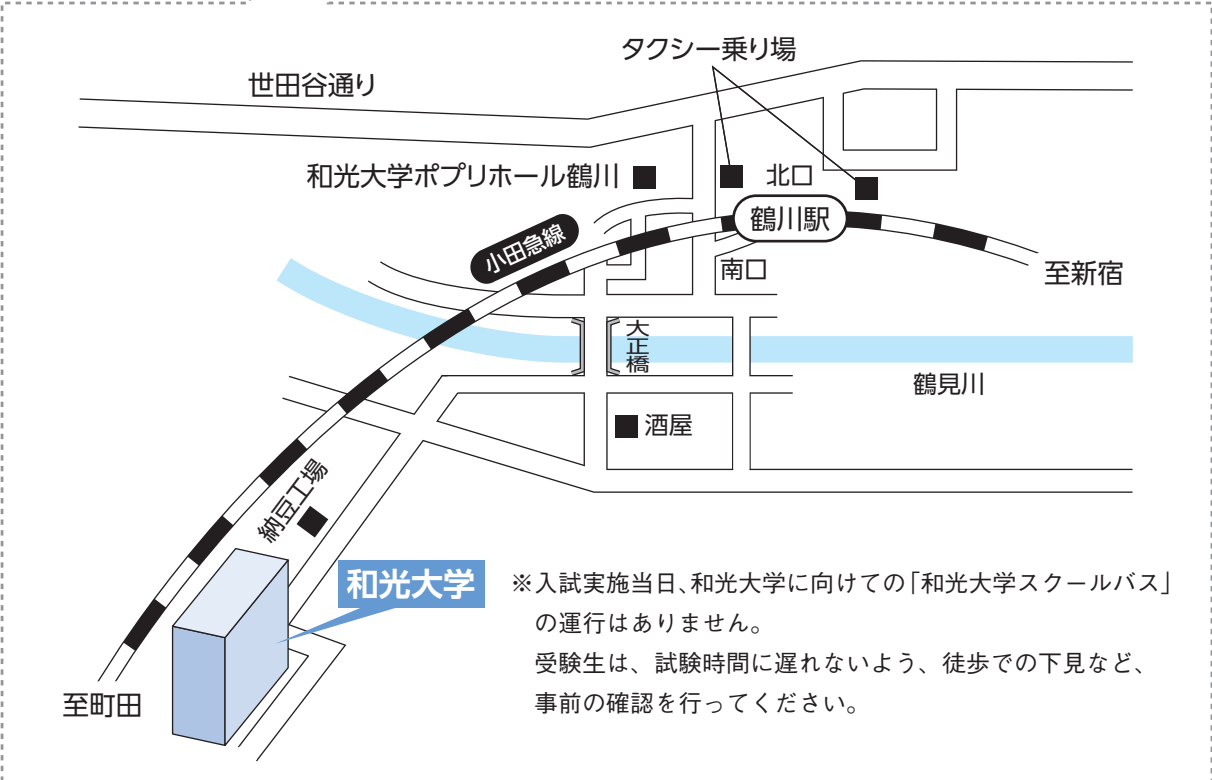 タクシー乗り場
世田谷通り
和光大学ポプリホール鶴川
北口
鶴川駅
小田急線
南口
至新宿
大正橋
鶴見川
酒屋
納豆工場
和光大学
※入試実施当日、和光大学に向けての「和光大学スクールバス」
の運行はありません。
受験生は、試験時間に遅れないよう、徒歩での下見など、
事前の確認を行ってください。
至町田